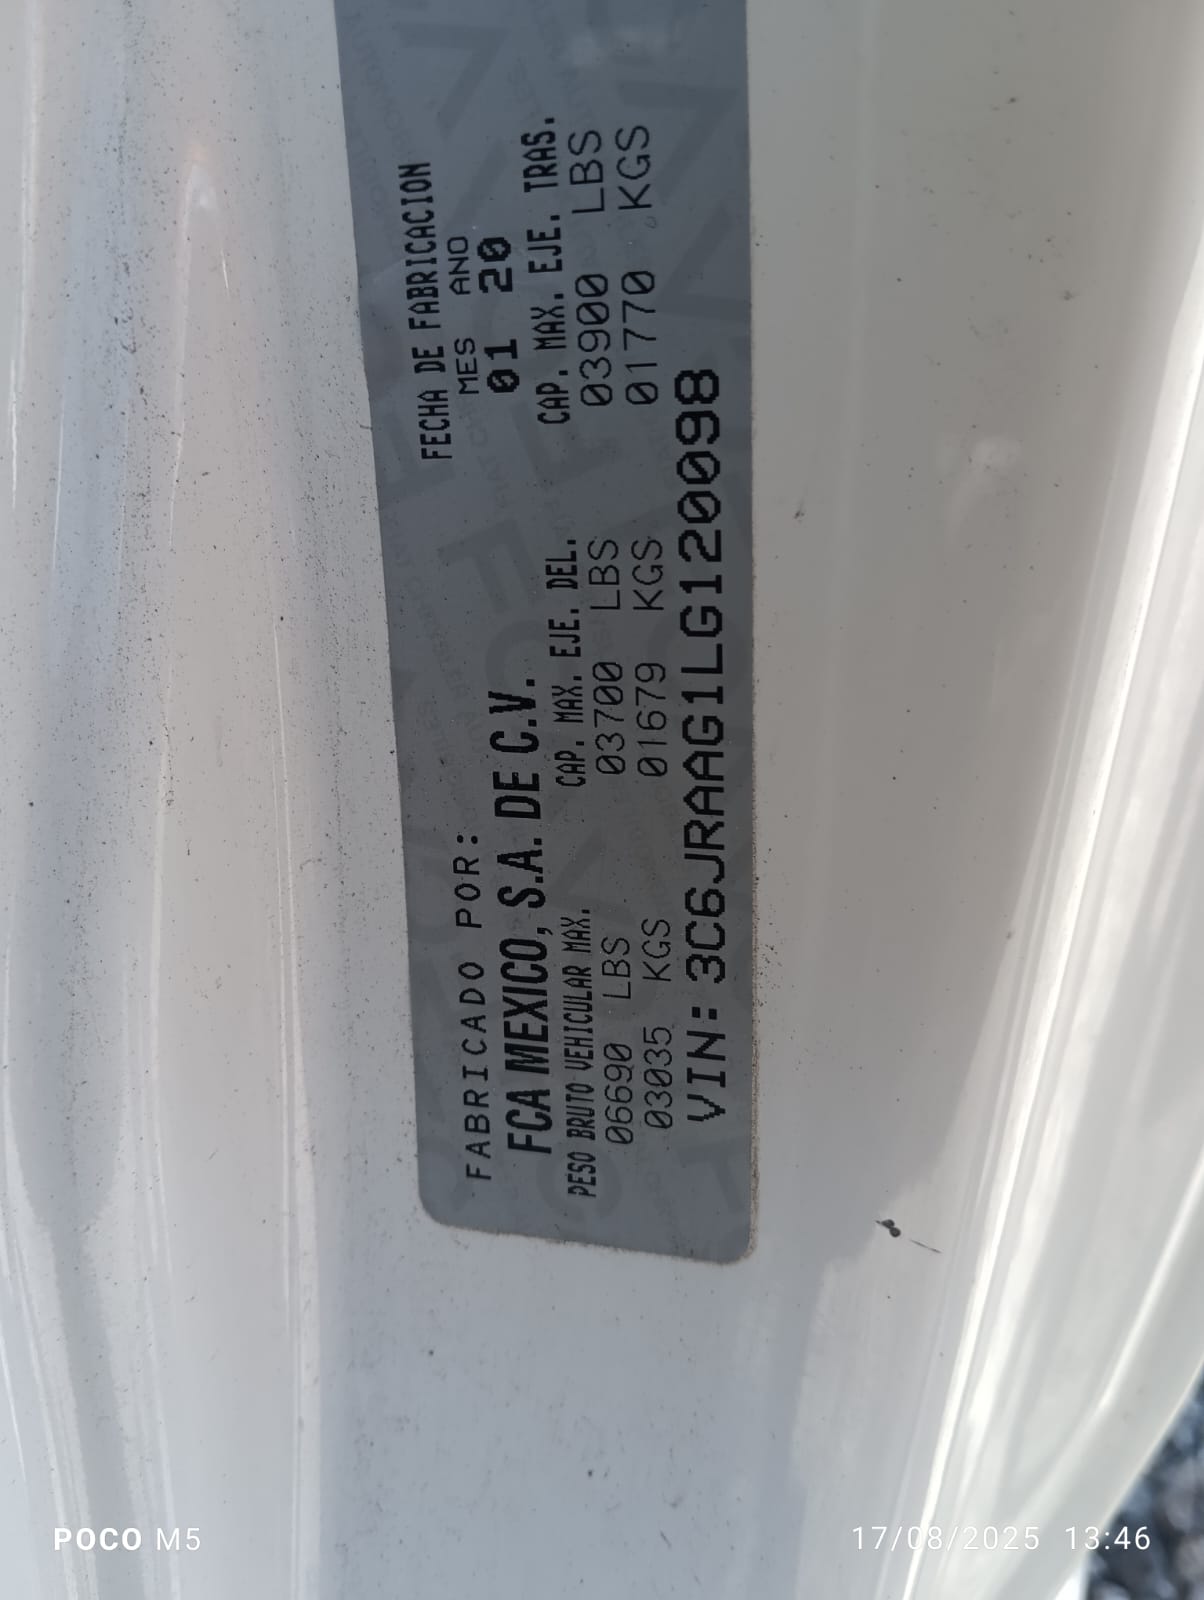 FECHA DE FABRICACION
MES ANO
01 20
FABRICADO POR:
FCA MEXICO, S.A. DE C.V.
PESO BRUTO VEHICULAR MAX. CAP. MAX. EJE. DEL. CAP. MAX. EJE. TRAS.
06690 LBS 03700 LBS 03900 LBS
03035 KGS 01679 KGS 01770 KGS
VIN: 3C6JRAAG1LG120098
POCO M5
17/08/2025 13:46